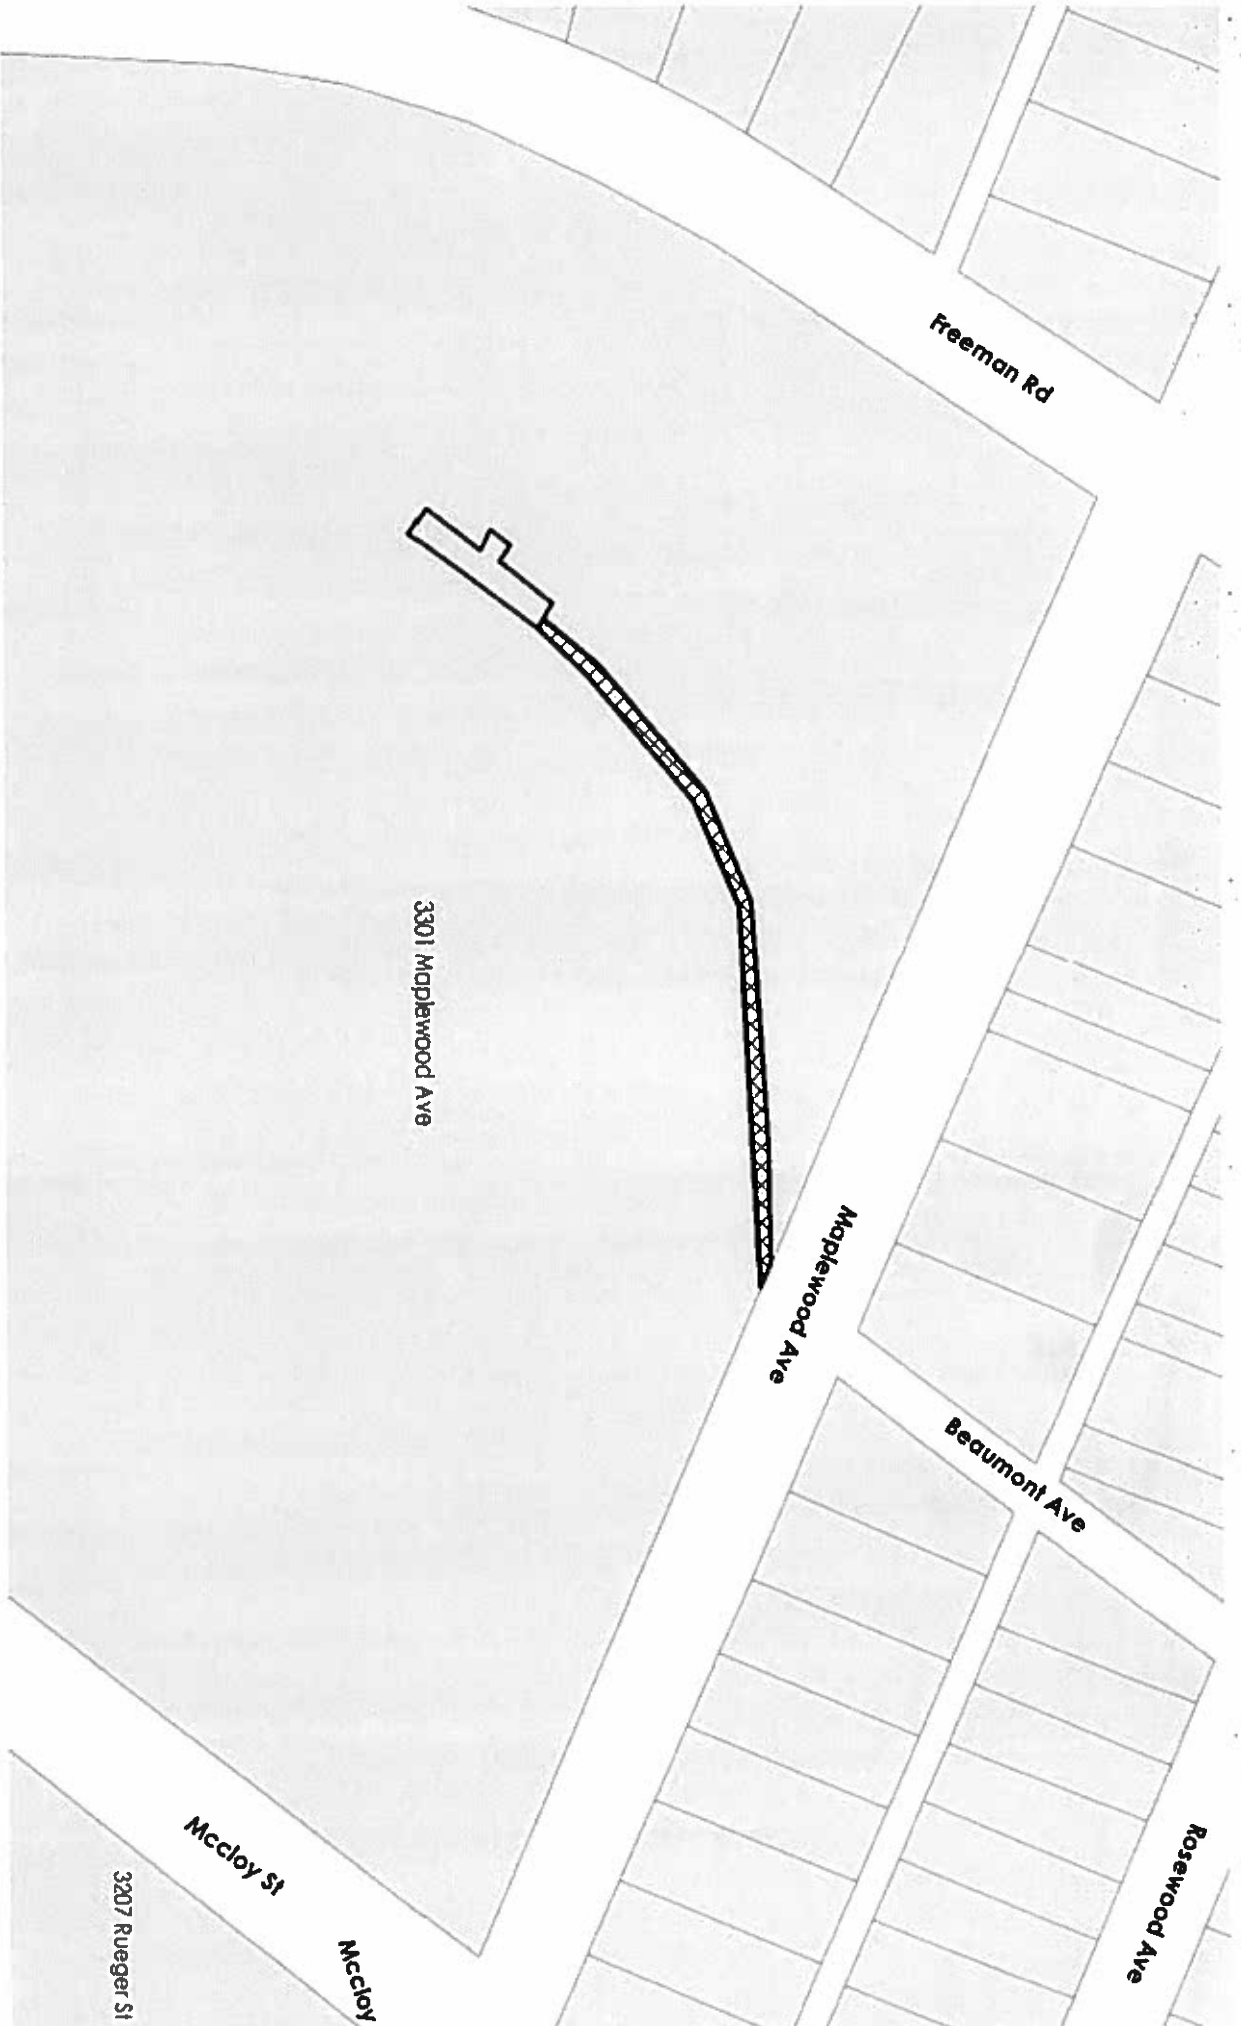 Freeman Rd
3301 Maplewood Ave
Maplewood Ave
Beaumont Ave
Rosewood Ave
Mccloy St
Mccloy
3207 Rueger St